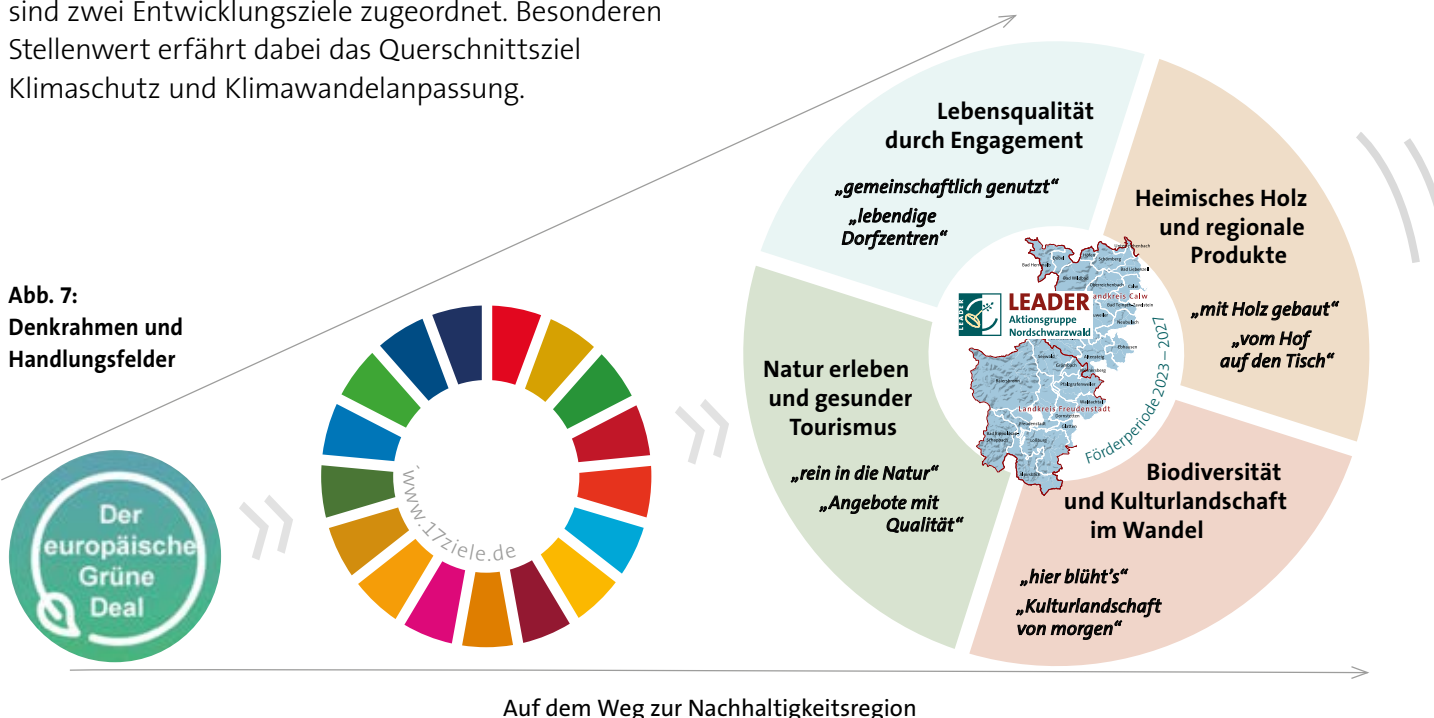 sind zwei Entwicklungsziele zugeordnet. Besonderen
Stellenwert erfährt dabei das Querschnittsziel
Klimaschutz und Klimawandelanpassung.
Abb. 7:
Denkrahmen und
Handlungsfelder
Der
europäische
Grüne
Deal
www.17ziele.de
Lebensqualität
durch Engagement
„gemeinschaftlich genutzt“
„lebendige
Dorfzentren“
Heimisches Holz
und regionale
Produkte
„mit Holz gebaut“
„vom Hof
auf den Tisch“
Natur erleben
und gesunder
Tourismus
„rein in die Natur“
„Angebote mit
Qualität“
Biodiversität
und Kulturlandschaft
im Wandel
„hier blüht's“
„Kulturlandschaft
von morgen“
LEADER
LEADER
Aktionsgruppe
Nordschwarzwald
Landkreis Freudenstadt
Förderperiode 2023 – 2027
Auf dem Weg zur Nachhaltigkeitsregion